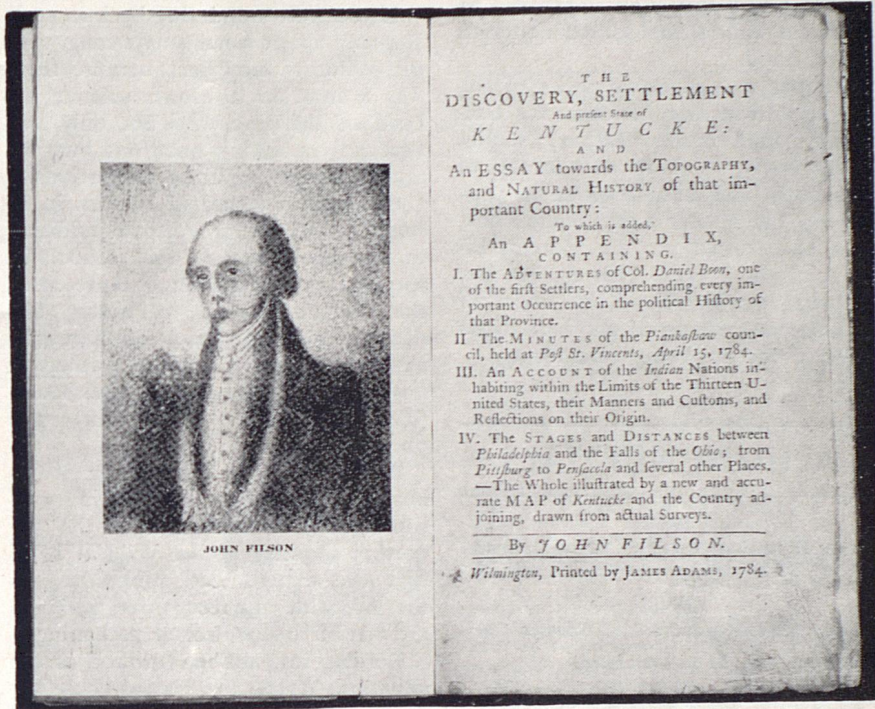 JOHN FILSON
THE
DISCOVERY, SETTLEMENT
And preſent State of
KENTUCKE:
AND
An ESSAY towards the TOPOGRAPHY,
and NATURAL HISTORY of that im-
portant Country:
To which is added,
An APPENDIX,
CONTAINING.
I. The ADVENTURES of Col. Daniel Boon, one
of the firſt Settlers, comprehending every im-
portant Occurrence in the political Hiſtory of
that Province.
II The MINUTES of the Piankaſhaw coun-
cil, held at Poſt St. Vincents, April 15, 1784.
III. An ACCOUNT of the Indian Nations in-
habiting within the Limits of the Thirteen U-
nited States, their Manners and Cuſtoms, and
Reflections on their Origin.
IV. The STAGES and DISTANCES between
Philadelphia and the Falls of the Ohio; from
Pittſburg to Penſacola and ſeveral other Places.
—The Whole illuſtrated by a new and accu-
rate MAP of Kentucke and the Country ad-
joining, drawn from actual Surveys.
By JOHN FILSON.
Wilmington, Printed by JAMES ADAMS, 1784.